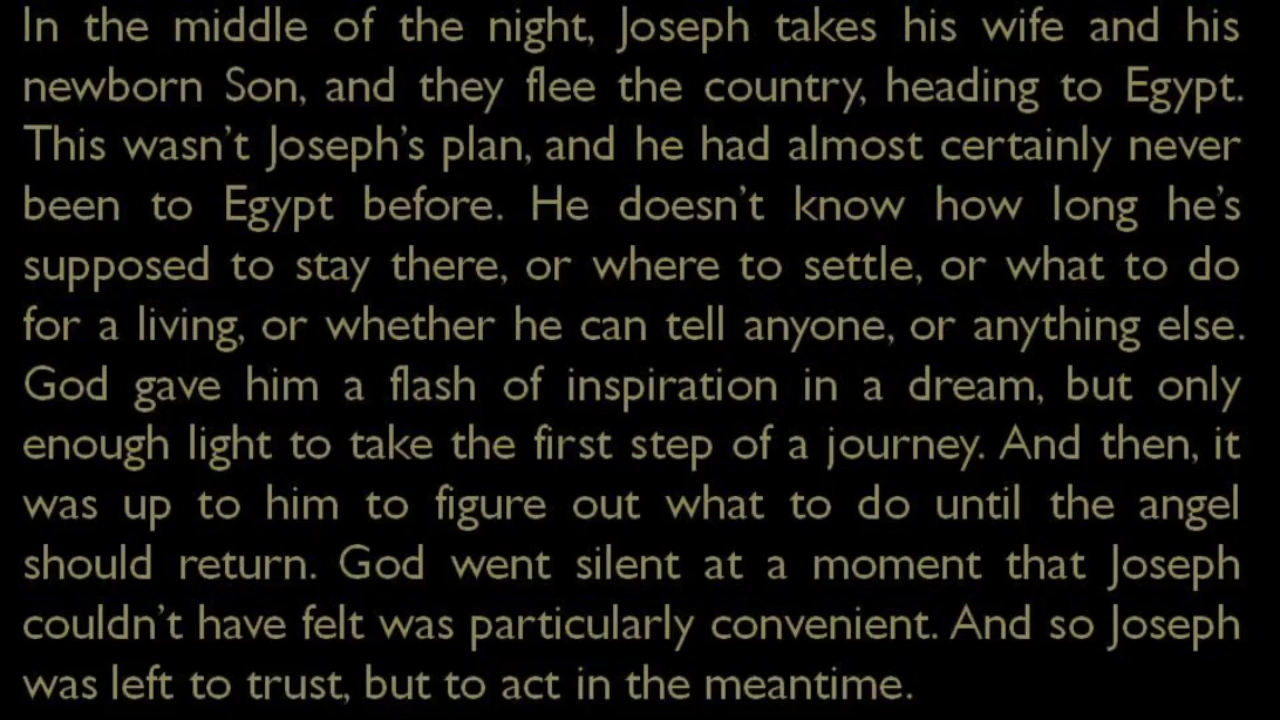 In the middle of the night, Joseph takes his wife and his
newborn Son, and they flee the country, heading to Egypt.
This wasn’t Joseph’s plan, and he had almost certainly never
been to Egypt before. He doesn’t know how long he’s
supposed to stay there, or where to settle, or what to do
for a living, or whether he can tell anyone, or anything else.
God gave him a flash of inspiration in a dream, but only
enough light to take the first step of a journey. And then, it
was up to him to figure out what to do until the angel
should return. God went silent at a moment that Joseph
couldn’t have felt was particularly convenient. And so Joseph
was left to trust, but to act in the meantime.